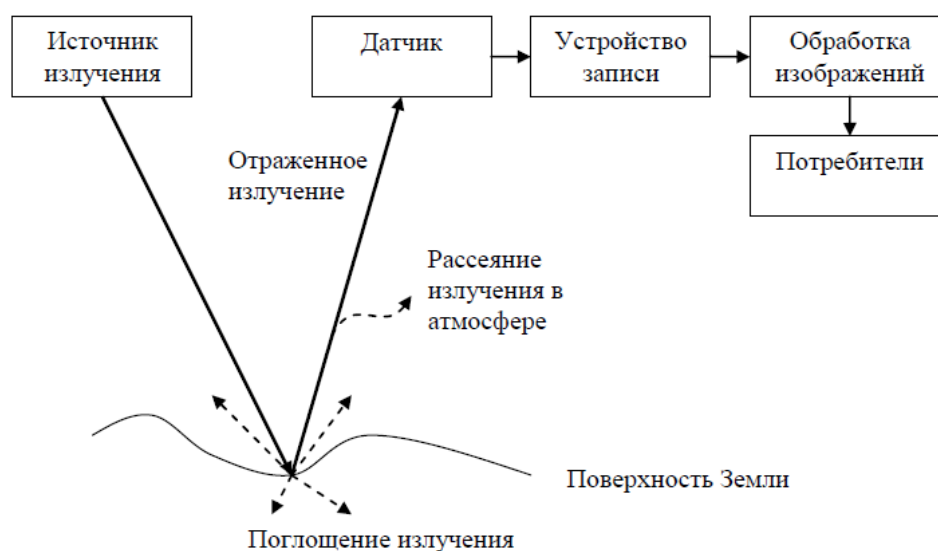 Источник
излучения
Датчик
Устройство
записи
Обработка
изображений
Потребители
Отраженное
излучение
Рассеяние
излучения в
атмосфере
Поверхность Земли
Поглощение излучения